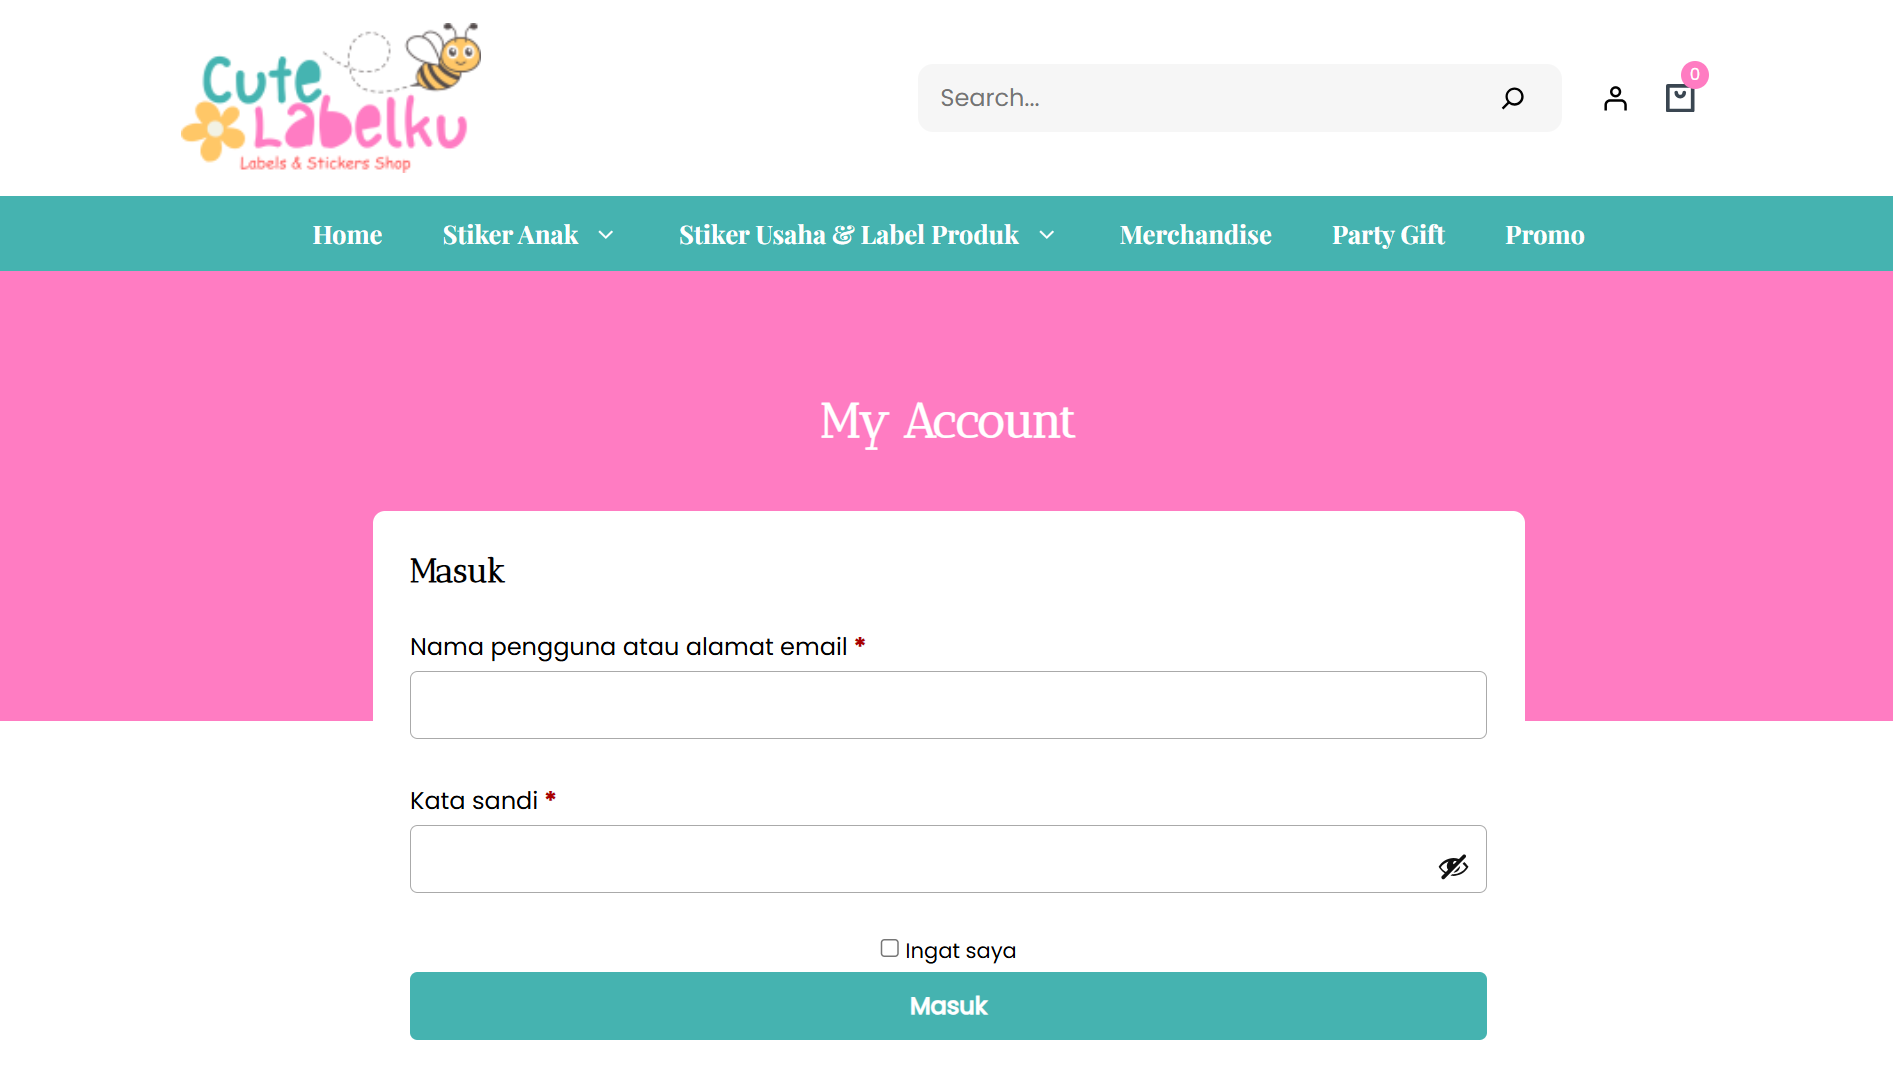 Cute
Labelku
Labels & Stickers Shop
Search...
0
Home
Stiker Anak
Stiker Usaha & Label Produk
Merchandise
Party Gift
Promo
My Account
Masuk
Nama pengguna atau alamat email *
Kata sandi *
Ingat saya
Masuk